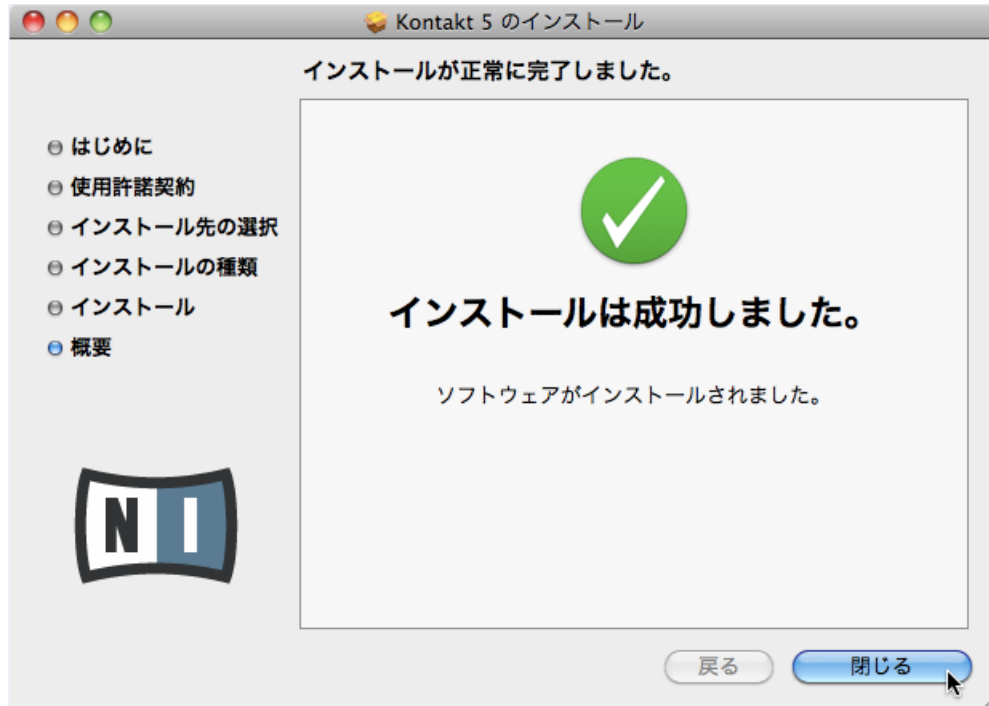 Kontakt 5 のインストール
インストールが正常に完了しました。
はじめに
使用許諾契約
インストール先の選択
インストールの種類
インストール
概要
インストールは成功しました。
ソフトウェアがインストールされました。
NI
戻る
閉じる